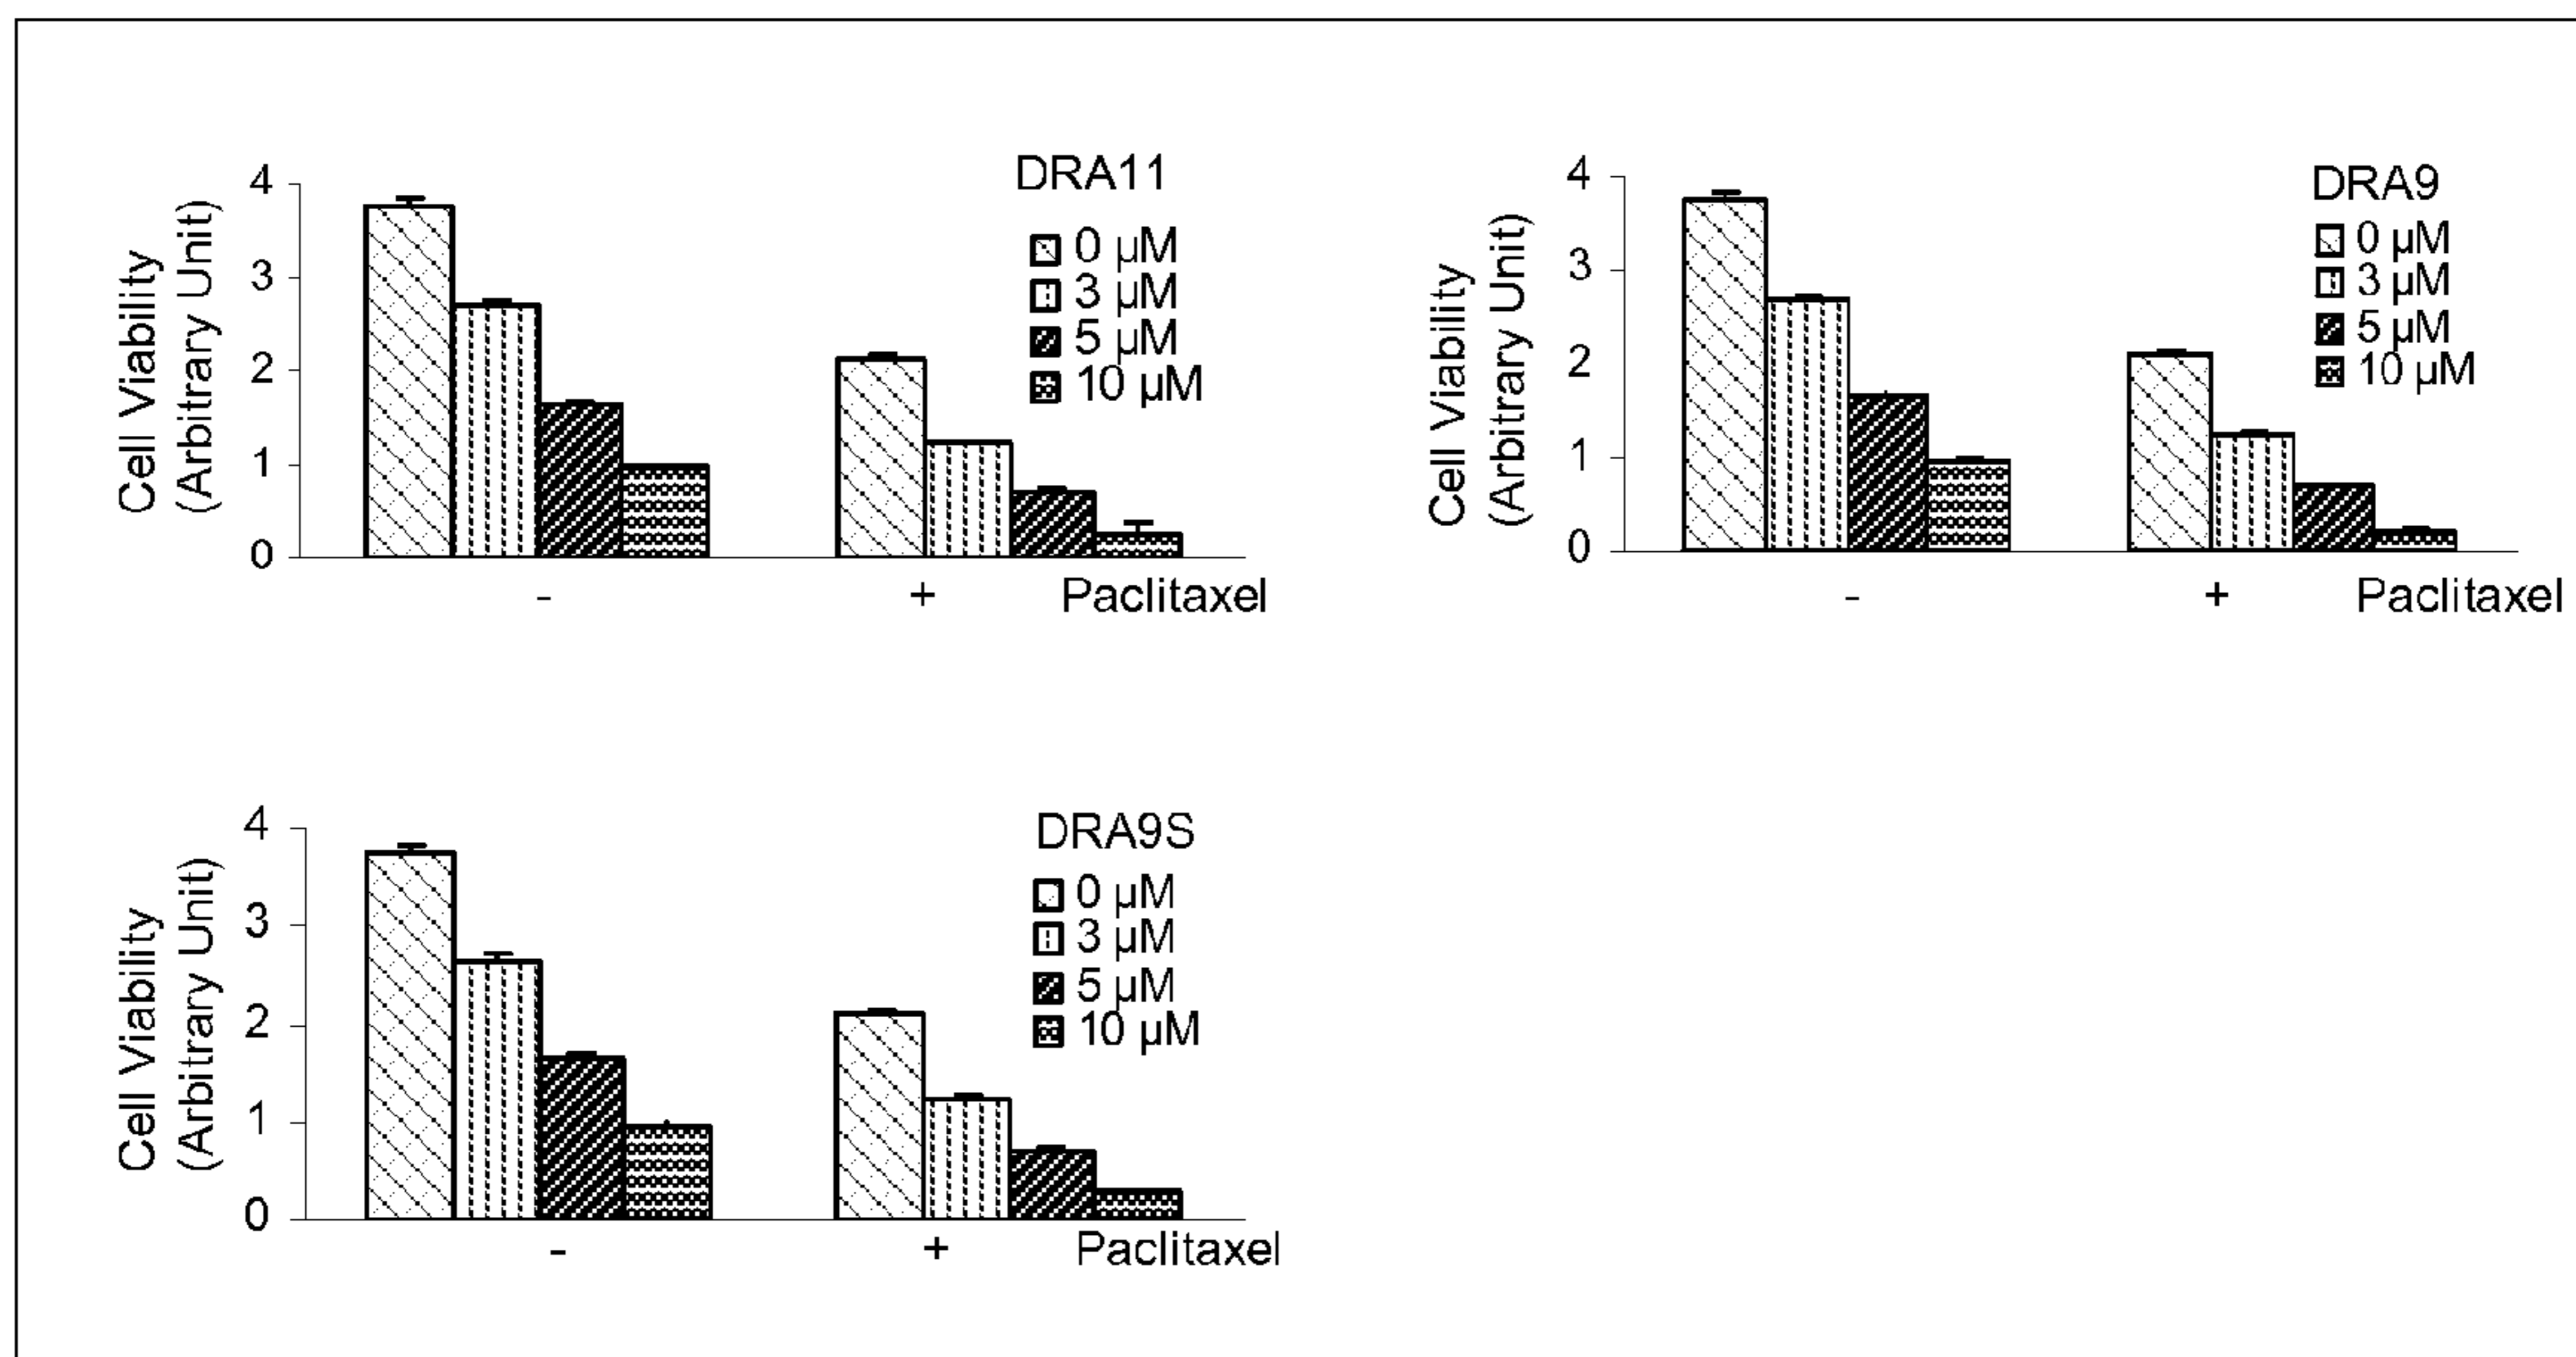 DRA11
0 µM
3 µM
5 µM
10 µM
Cell Viability
(Arbitrary Unit)
4
3
2
1
0
-
+
Paclitaxel
DRA9
0 µM
3 µM
5 µM
10 µM
Cell Viability
(Arbitrary Unit)
4
3
2
1
0
-
+
Paclitaxel
DRA9S
0 µM
3 µM
5 µM
10 µM
Cell Viability
(Arbitrary Unit)
4
3
2
1
0
-
+
Paclitaxel